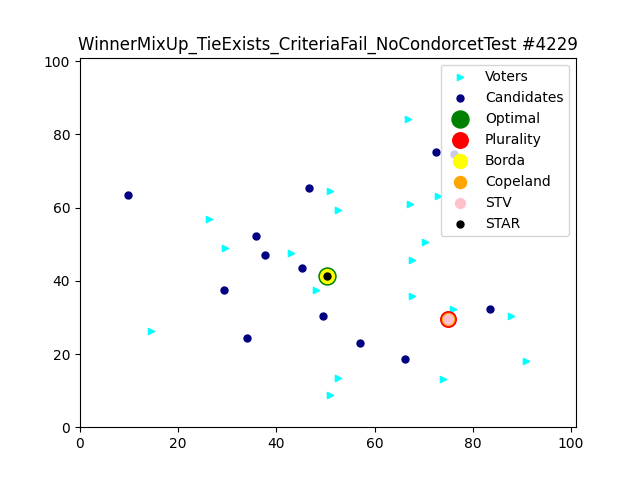 WinnerMixUp_TieExists_CriteriaFail_NoCondorcetTest #4229
100
80
60
40
20
0
0 20 40 60 80 100
Voters
Candidates
Optimal
Plurality
Borda
Copeland
STV
STAR